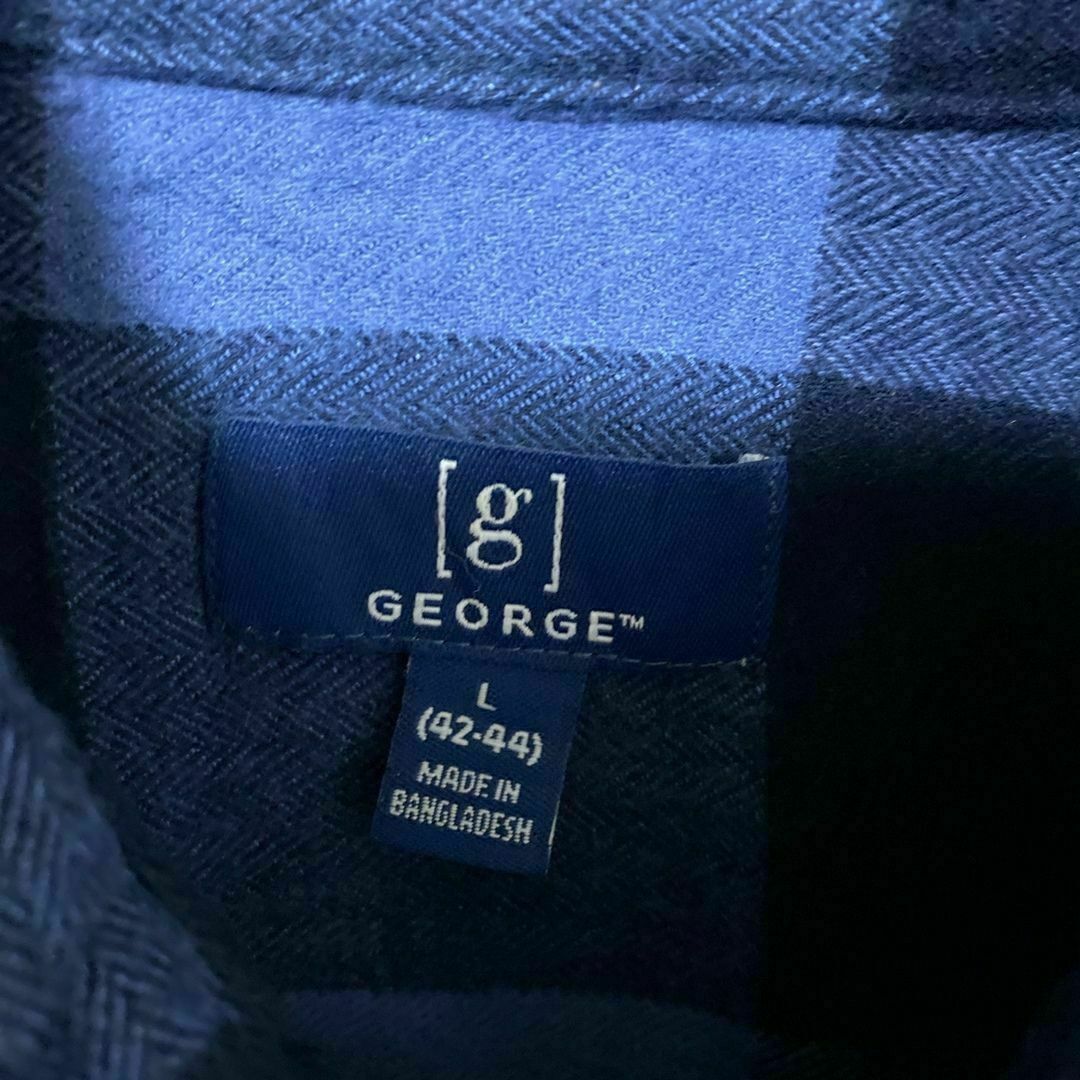 [g]
GEORGE™
L
(42-44)
MADE IN
BANGLADESH